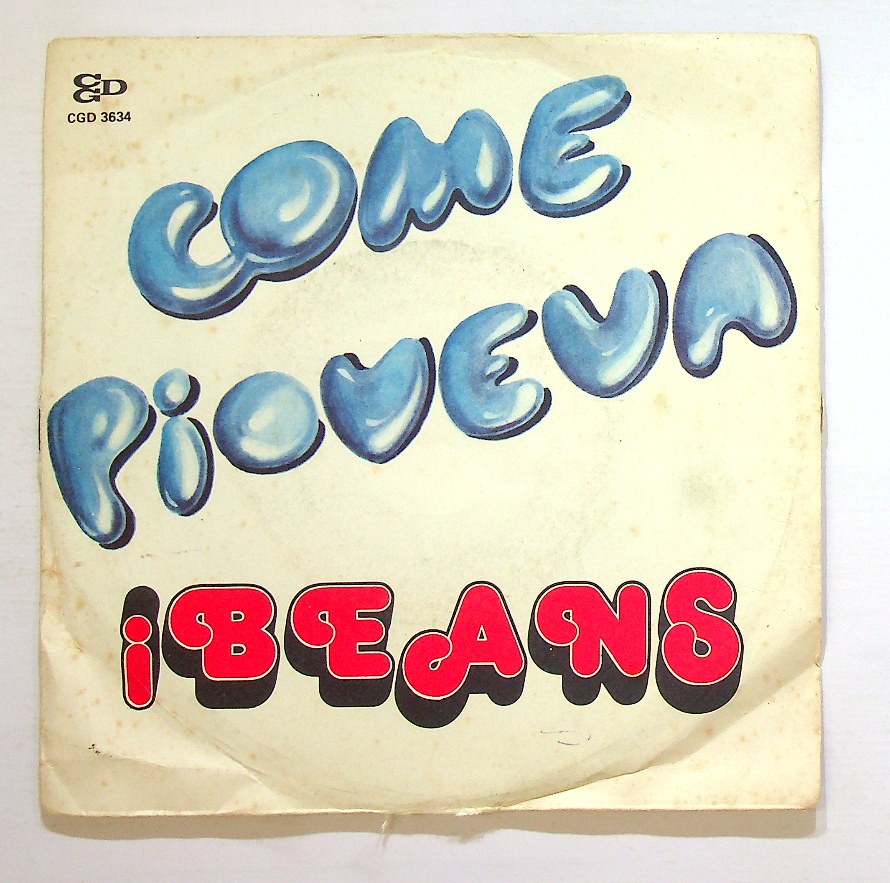 CGD
CGD 3634
COME
PiOVEVA
i BEANS